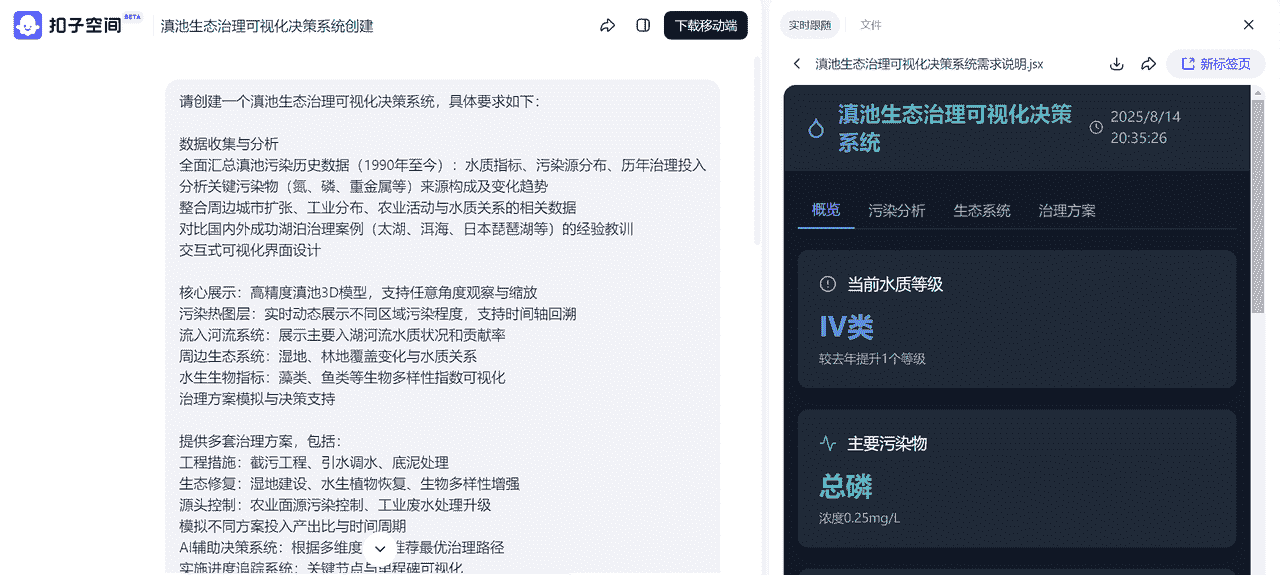 扣子空间 BETA
滇池生态治理可视化决策系统创建
下载移动端
请创建一个滇池生态治理可视化决策系统，具体要求如下：
数据收集与分析
全面汇总滇池污染历史数据（1990年至今）：水质指标、污染源分布、历年治理投入
分析关键污染物（氮、磷、重金属等）来源构成及变化趋势
整合周边城市扩张、工业分布、农业活动与水质关系的相关数据
对比国内外成功湖泊治理案例（太湖、洱海、日本琵琶湖等）的经验教训
交互式可视化界面设计
核心展示：高精度滇池3D模型，支持任意角度观察与缩放
污染热图层：实时动态展示不同区域污染程度，支持时间轴回溯
流入河流系统：展示主要入湖河流水质状况和贡献率
周边生态系统：湿地、林地覆盖变化与水质关系
水生生物指标：藻类、鱼类等生物多样性指数可视化
治理方案模拟与决策支持
提供多套治理方案，包括：
工程措施：截污工程、引水调水、底泥处理
生态修复：湿地建设、水生植物恢复、生物多样性增强
源头控制：农业面源污染控制、工业废水处理升级
模拟不同方案投入产出比与时间周期
AI辅助决策系统：根据多维度 推荐最优治理路径
实施进度追踪系统：关键节点与里程碑可视化
实时跟随
文件
滇池生态治理可视化决策系统需求说明.jsx
新标签页
滇池生态治理可视化决策
系统
2025/8/14
20:35:26
概览 污染分析 生态系统 治理方案
当前水质等级
IV类
较去年提升1个等级
主要污染物
总磷
浓度0.25mg/L